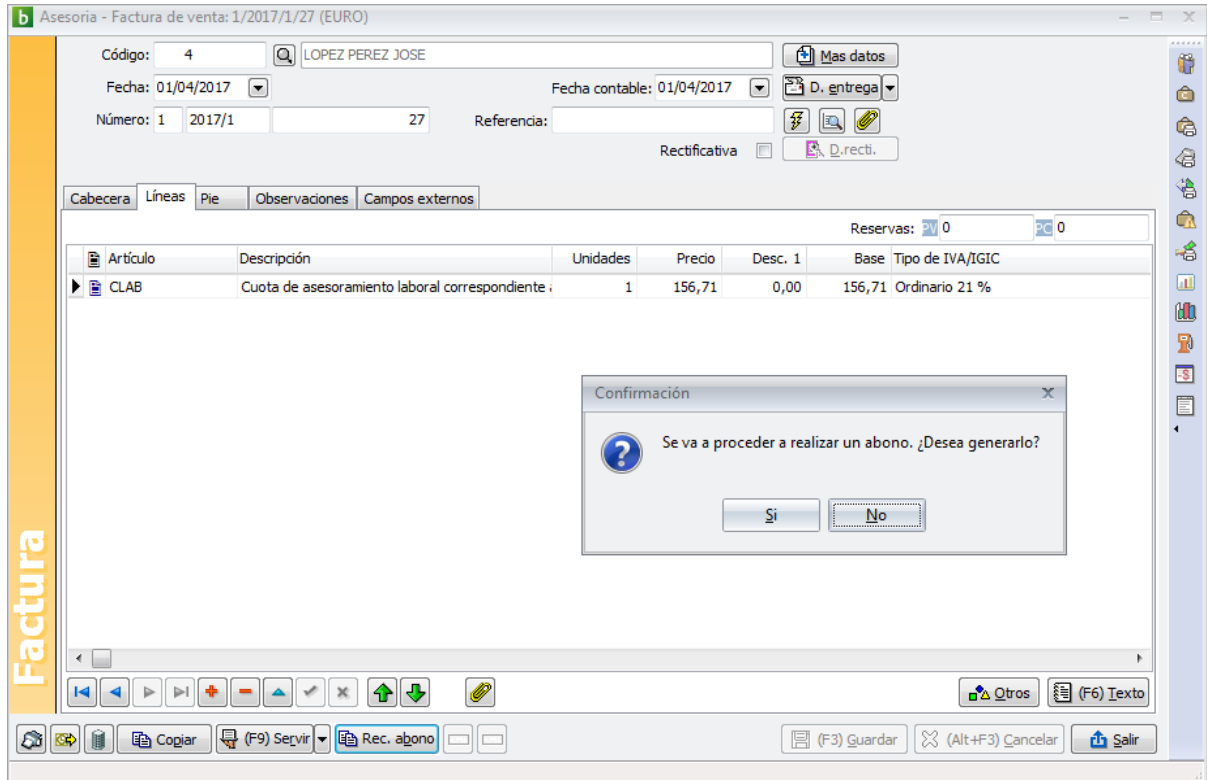 b Asesoria - Factura de venta: 1/2017/1/27 (EURO)
Código: 4 LOPEZ PEREZ JOSE Mas datos
Fecha: 01/04/2017 Fecha contable: 01/04/2017 D. entrega
Número: 1 2017/1 27 Referencia:
Rectificativa D.recti.
Cabecera Líneas Pie Observaciones Campos externos
Reservas: PV 0 PC 0
Artículo Descripción Unidades Precio Desc. 1 Base Tipo de IVA/IGIC
CLAB Cuota de asesoramiento laboral correspondiente 1 156,71 0,00 156,71 Ordinario 21 %
Confirmación
Se va a proceder a realizar un abono. ¿Desea generarlo?
Si No
Factura
Otros (F6) Texto
Copiar (F9) Servir Rec. abono (F3) Guardar (Alt+F3) Cancelar Salir